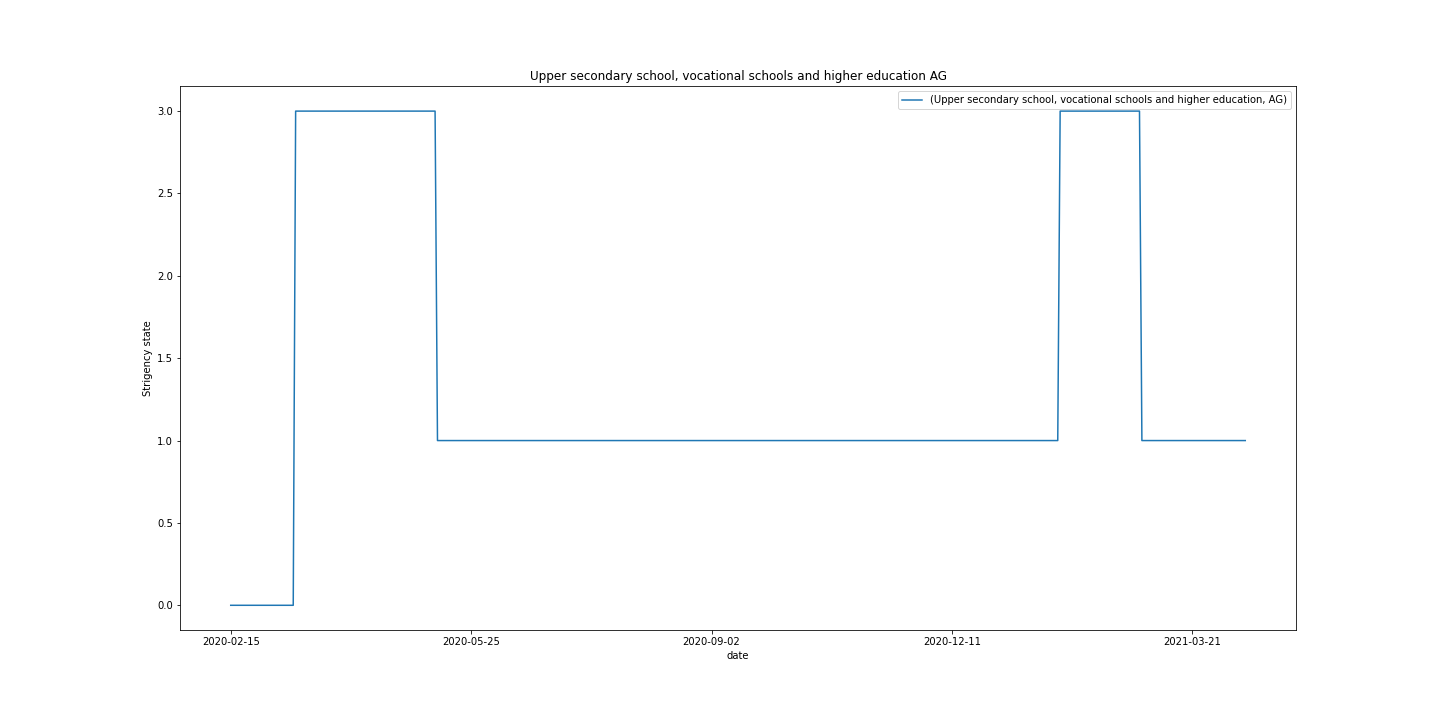 Upper secondary school, vocational schools and higher education AG
(Upper secondary school, vocational schools and higher education, AG)
3.0
2.5
2.0
1.5
1.0
0.5
0.0
Strigency state
2020-02-15 2020-05-25 2020-09-02 2020-12-11 2021-03-21
date